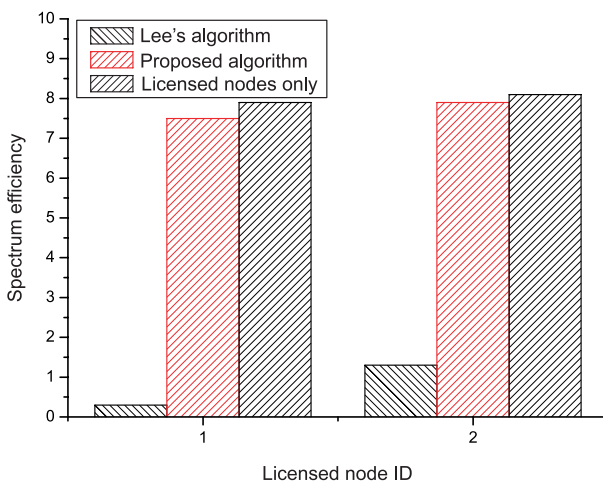 10
9
8
7
6
5
4
3
2
1
0
Spectrum efficiency
Lee's algorithm
Proposed algorithm
Licensed nodes only
1
2
Licensed node ID